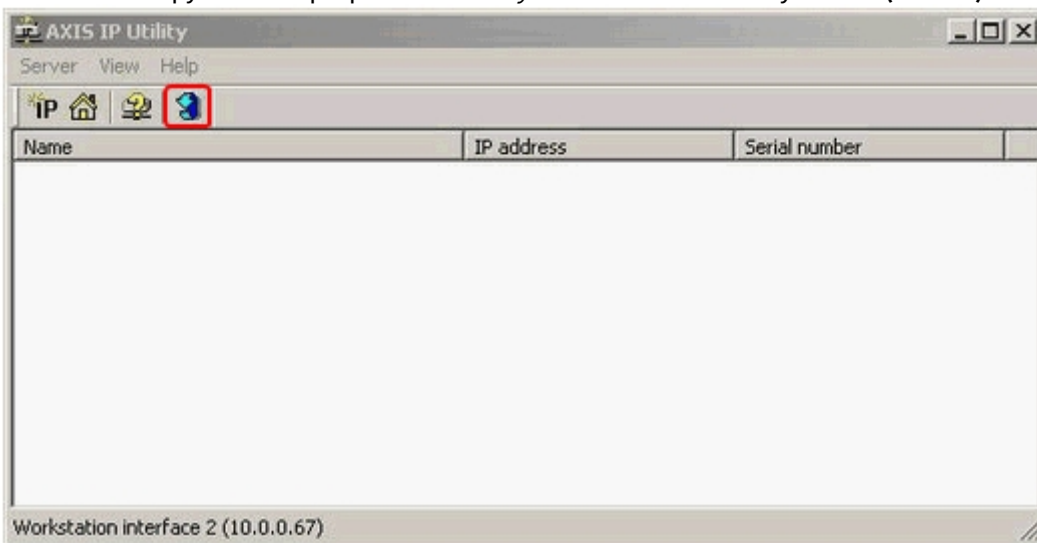 AXIS IP Utility
Server View Help
IP
Name IP address Serial number
Workstation interface 2 (10.0.0.67)